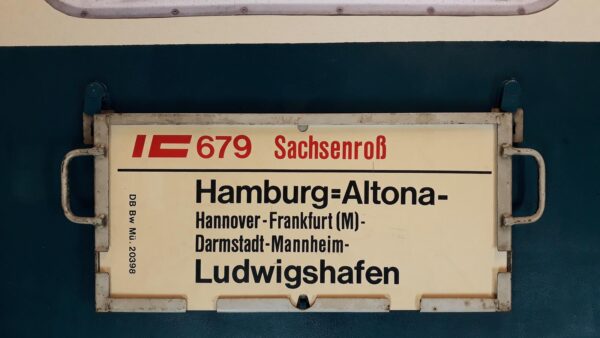 IC 679 Sachsenroß
Hamburg=Altona-
Hannover-Frankfurt (M)-
Darmstadt-Mannheim-
Ludwigshafen
DB Bw Mü. 20398